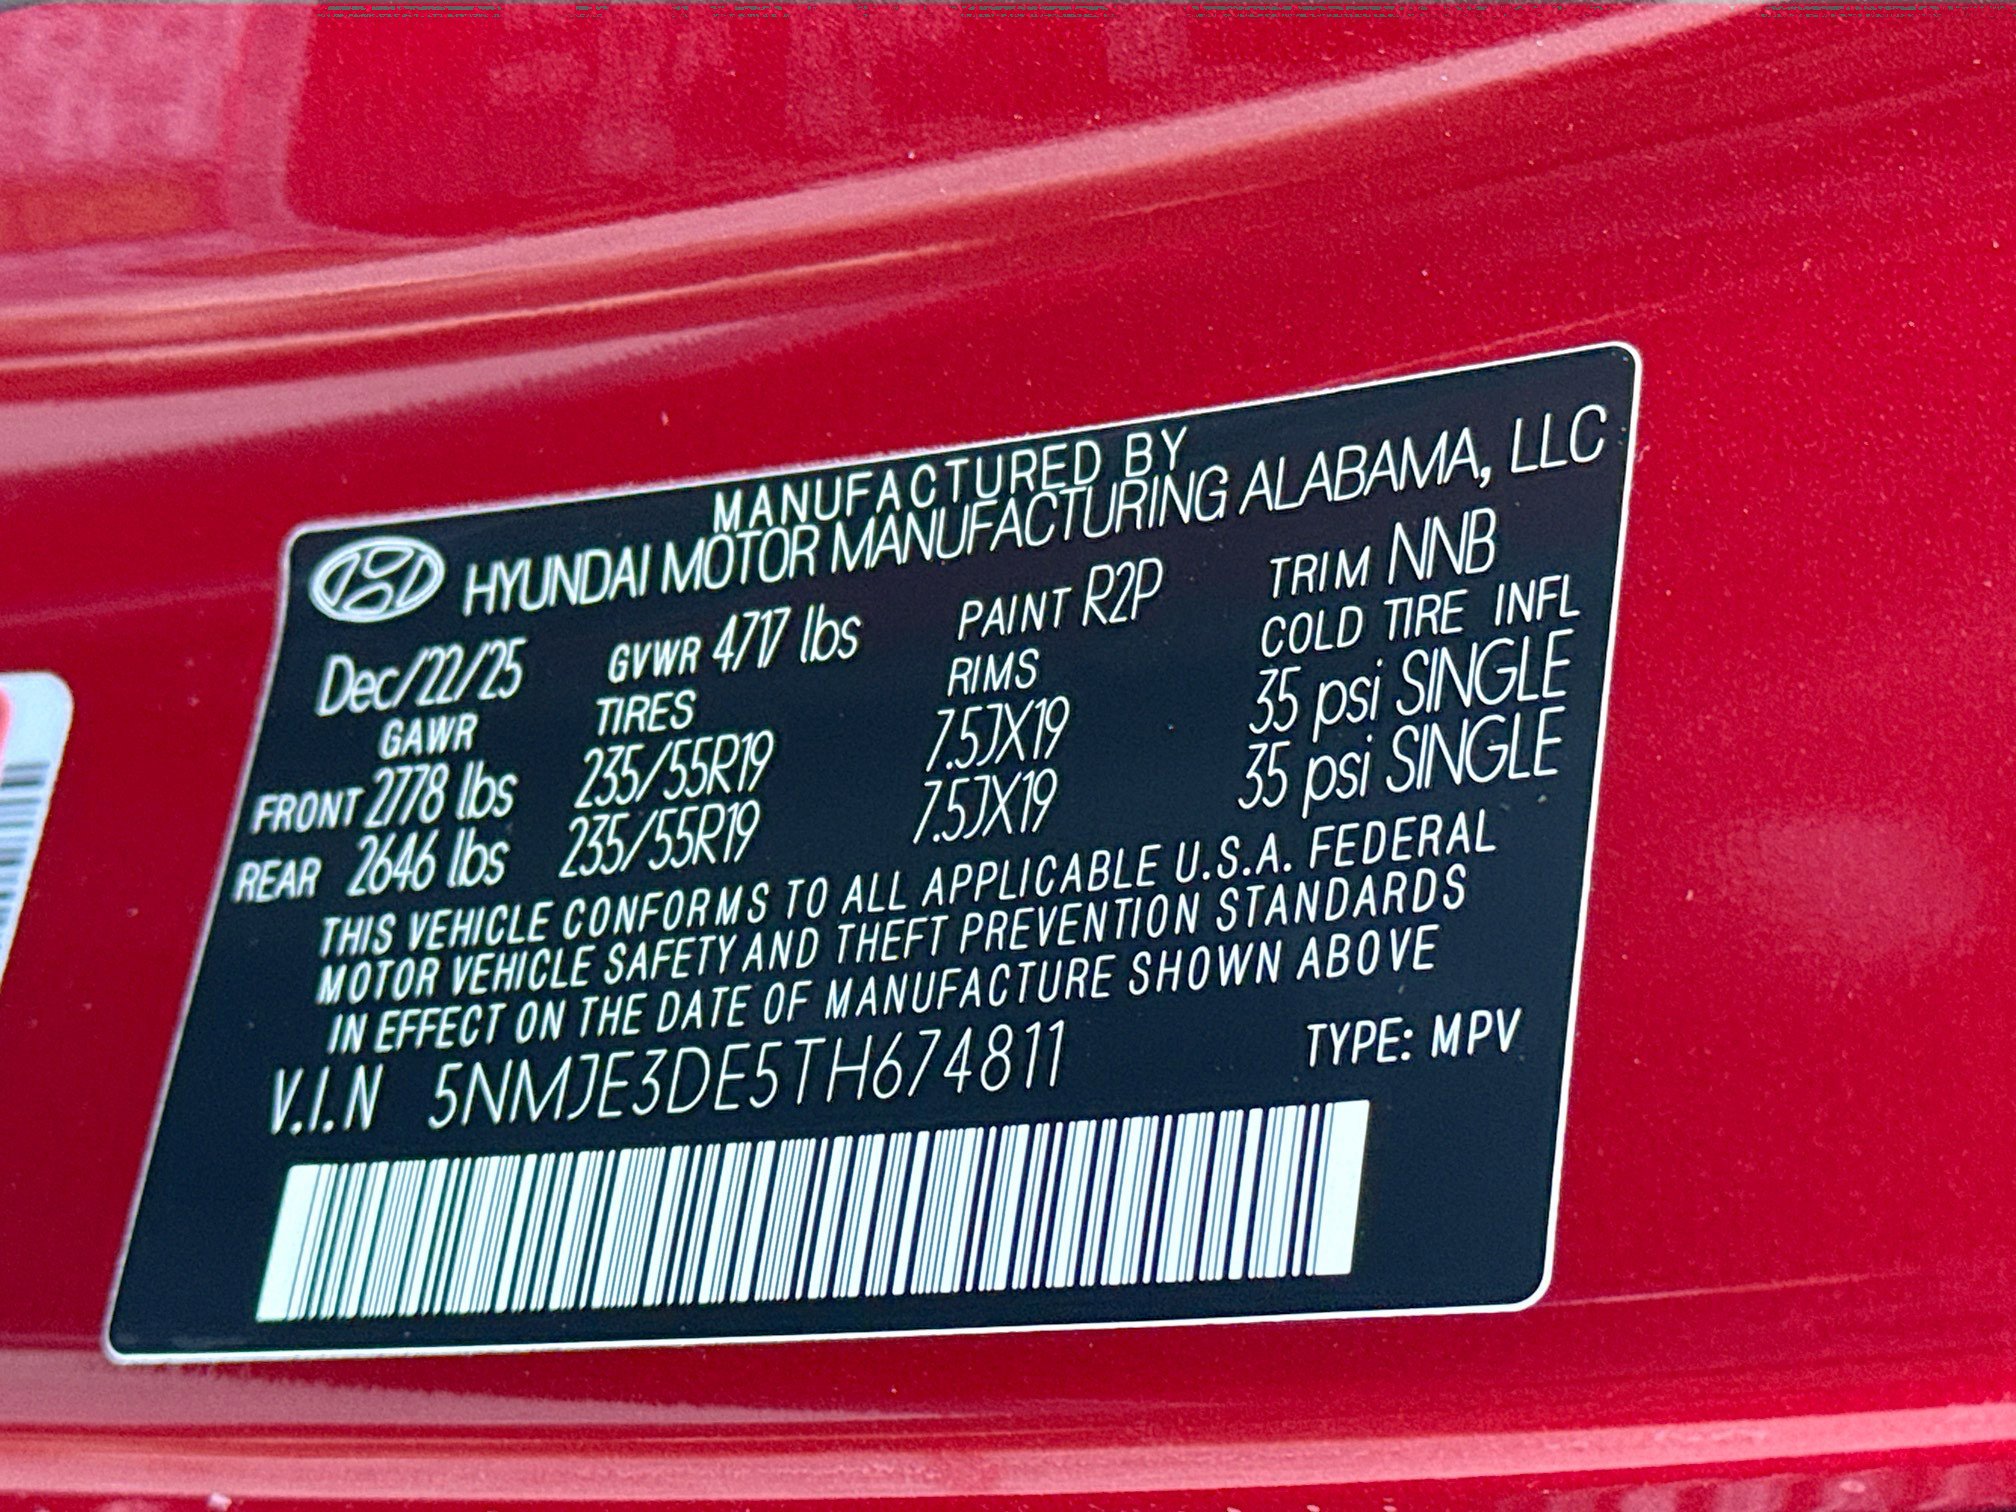 MANUFACTURED BY
HYUNDAI MOTOR MANUFACTURING ALABAMA, LLC
Dec/22/25 GVWR 4717 lbs PAINT R2P TRIM NNB
GAWR TIRES RIMS COLD TIRE INFL
FRONT 2778 lbs 235/55R19 7.5JX19 35 psi SINGLE
REAR 2646 lbs 235/55R19 7.5JX19 35 psi SINGLE
THIS VEHICLE CONFORMS TO ALL APPLICABLE U.S.A. FEDERAL
MOTOR VEHICLE SAFETY AND THEFT PREVENTION STANDARDS
IN EFFECT ON THE DATE OF MANUFACTURE SHOWN ABOVE
V.I.N 5NMJE3DE5TH674811 TYPE: MPV